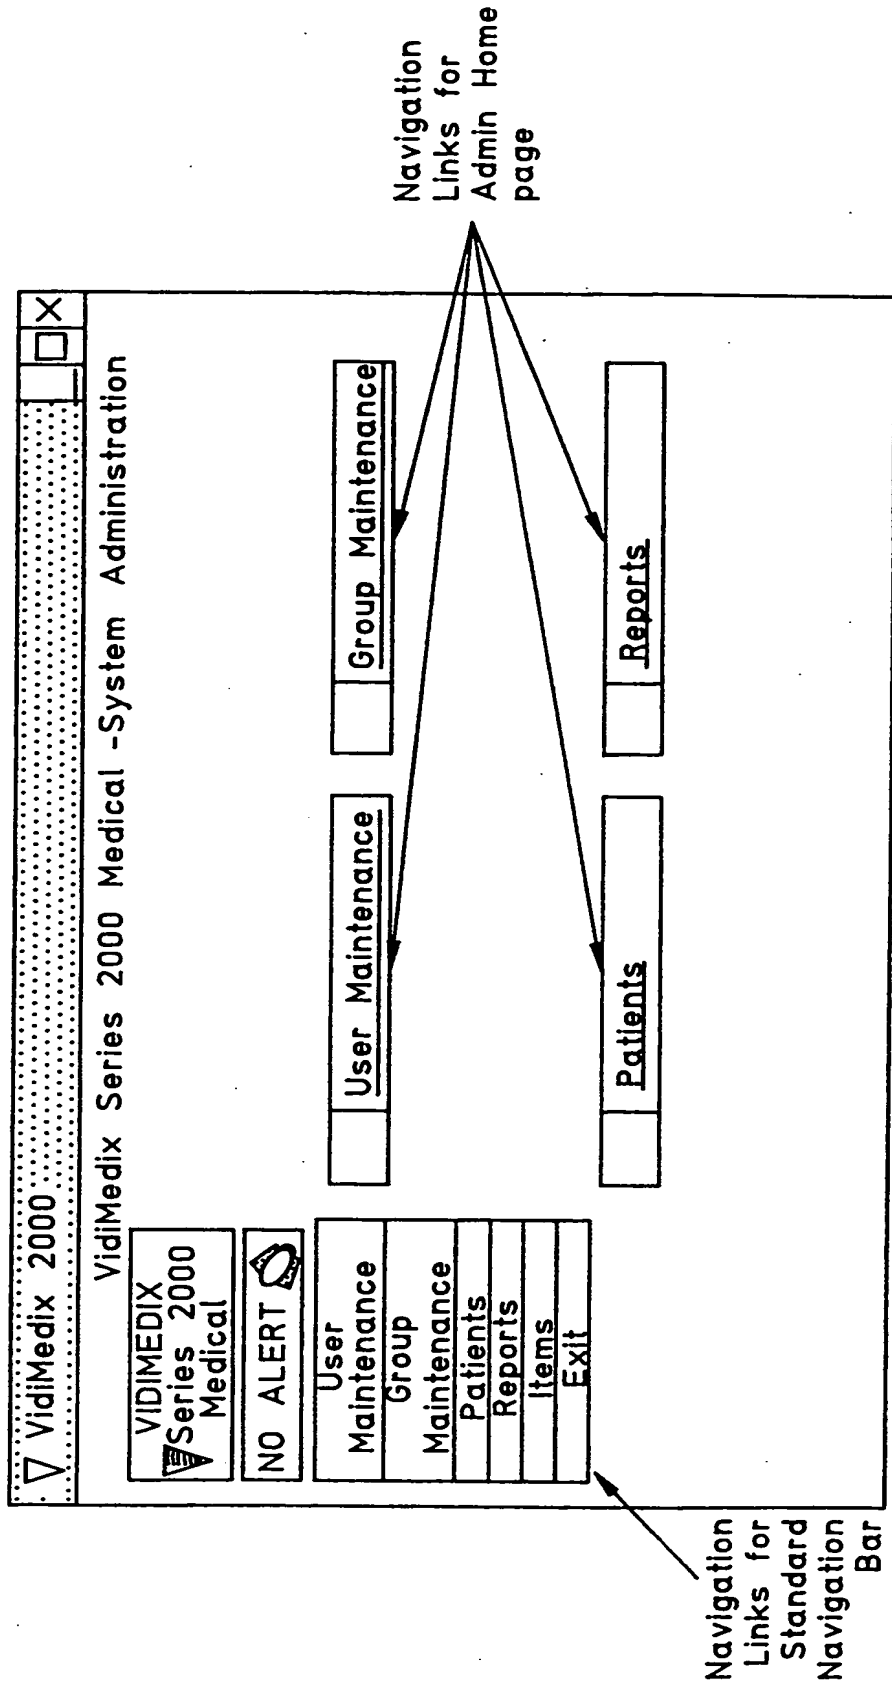 VidiMedix 2000
VidiMedix Series 2000 Medical -System Administration
VIDIMEDIX
Series 2000
Medical
NO ALERT
User
Maintenance
Group
Maintenance
Patients
Reports
Items
Exit
User Maintenance
Group Maintenance
Patients
Reports
Navigation
Links for
Admin Home
page
Navigation
Links for
Standard
Navigation
Bar